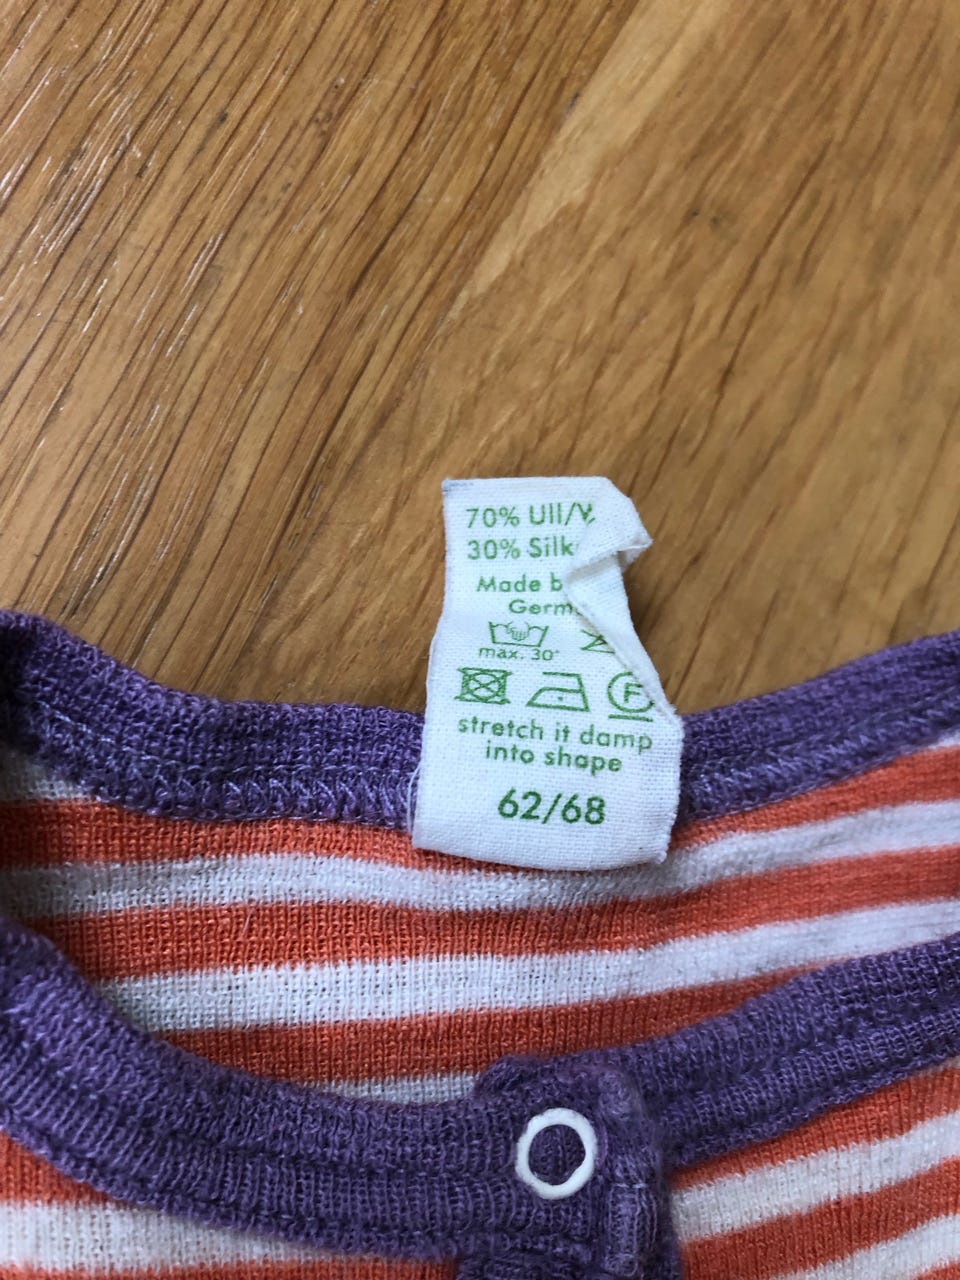 70% Ull/
30% Silk
Made b
Germ
max. 30°
F
stretch it damp
into shape
62/68